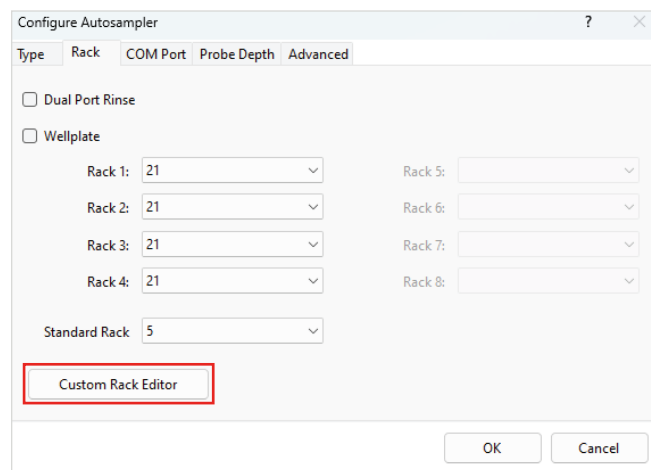 Configure Autosampler ?
Type Rack COM Port Probe Depth Advanced
Dual Port Rinse
Wellplate
Rack 1: 21 Rack 5:
Rack 2: 21 Rack 6:
Rack 3: 21 Rack 7:
Rack 4: 21 Rack 8:
Standard Rack 5
Custom Rack Editor
OK Cancel